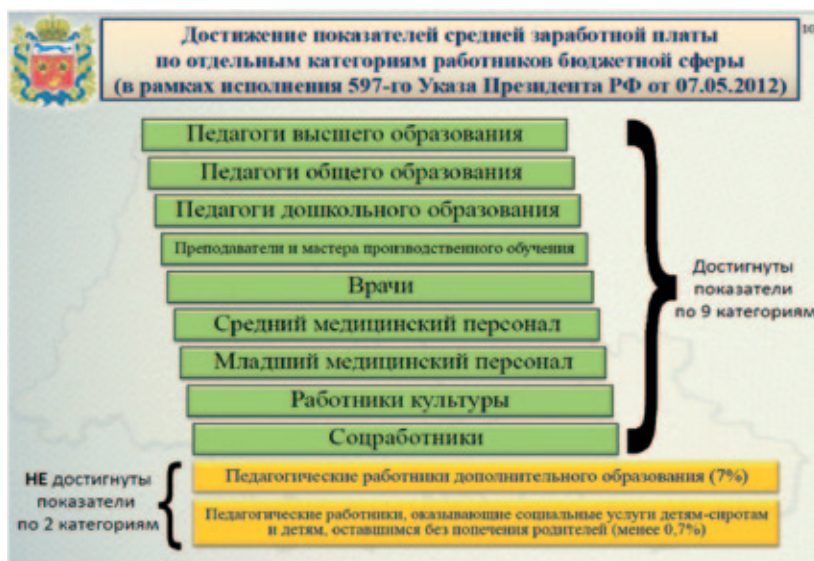 Достижение показателей средней заработной платы
по отдельным категориям работников бюджетной сферы
(в рамках исполнения 597-го Указа Президента РФ от 07.05.2012)
10
Педагоги высшего образования
Педагоги общего образования
Педагоги дошкольного образования
Преподаватели и мастера производственного обучения
Врачи
Средний медицинский персонал
Младший медицинский персонал
Работники культуры
Соцработники
Достигнуты
показатели
по 9 категориям
НЕ достигнуты
показатели
по 2 категориям
Педагогические работники дополнительного образования (7%)
Педагогические работники, оказывающие социальные услуги детям-сиротам
и детям, оставшимся без попечения родителей (менее 0,7%)